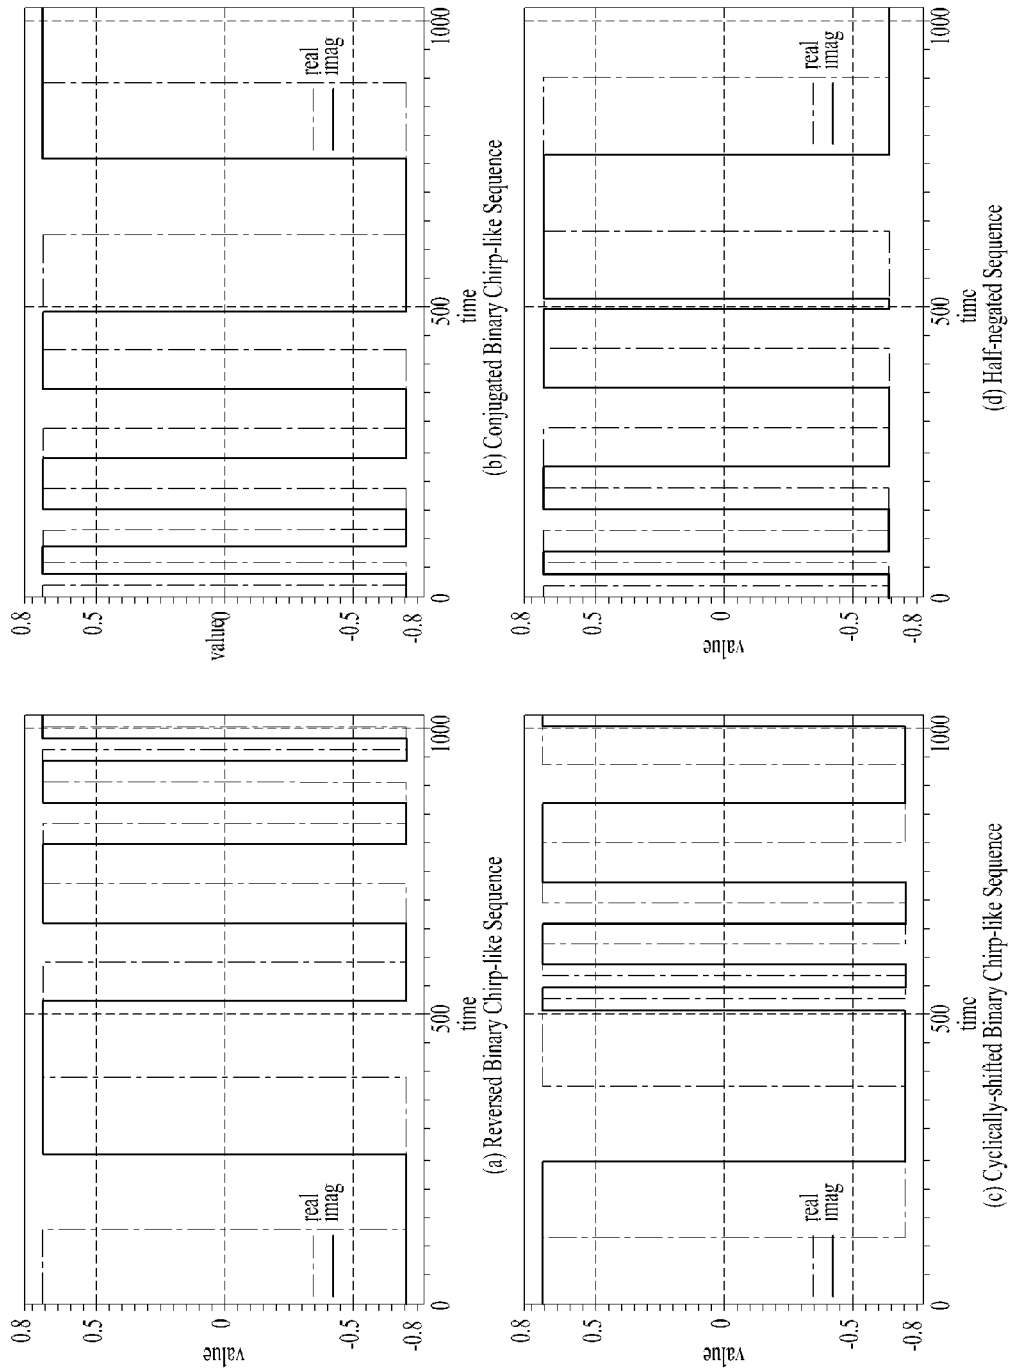 0.8
0.5
0
-0.5
-0.8
value
real
imag
0
500
1000
time
(a) Reversed Binary Chirp-like Sequence
0.8
0.5
0
-0.5
-0.8
value
real
imag
0
500
1000
time
(b) Conjugated Binary Chirp-like Sequence
0.8
0.5
0
-0.5
-0.8
value
real
imag
0
500
1000
time
(c) Cyclically-shifted Binary Chirp-like Sequence
0.8
0.5
0
-0.5
-0.8
value
real
imag
0
500
1000
time
(d) Half-negated Sequence